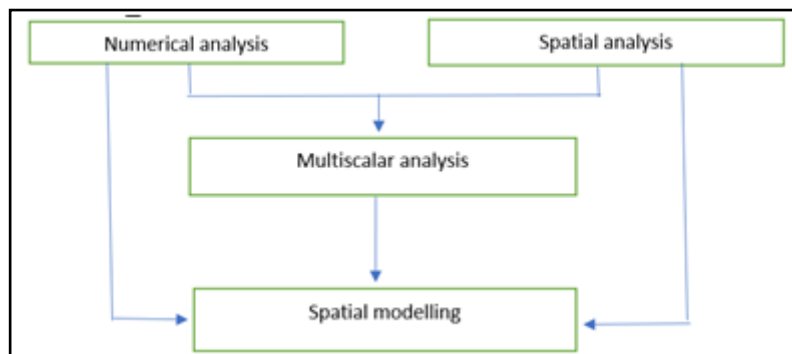 Numerical analysis
Spatial analysis
Multiscalar analysis
Spatial modelling